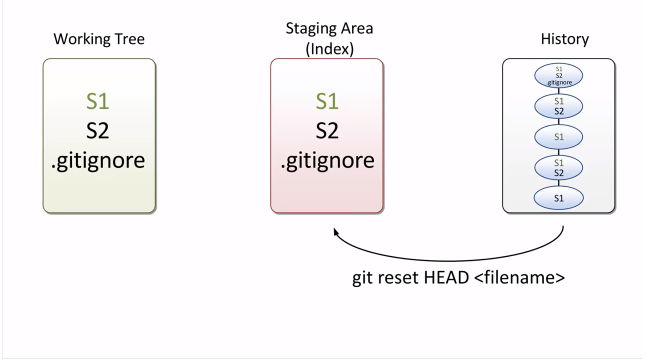 Working Tree
Staging Area
(Index)
History
S1
S2
.gitignore
S1
S2
.gitignore
S1
S2
.gitignore
S1
S2
S1
S1
S2
S1
git reset HEAD <filename>